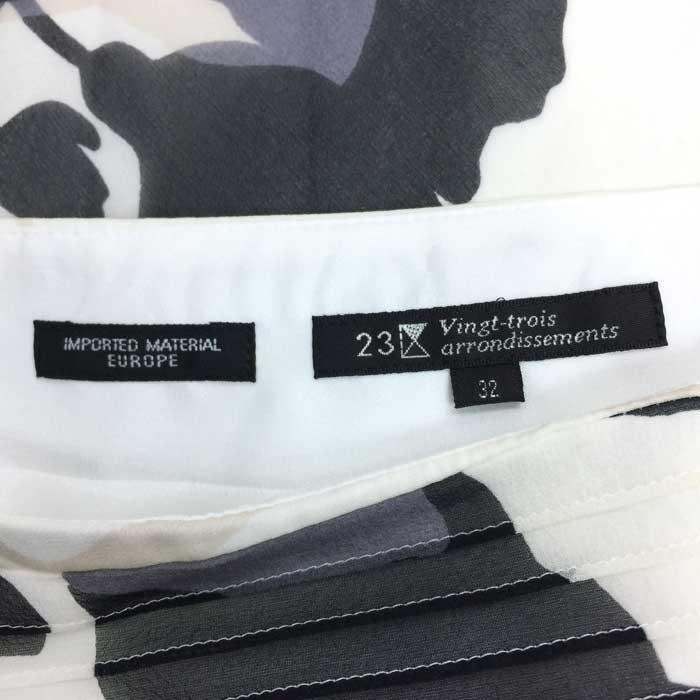 IMPORTED MATERIAL
EUROPE
23 Vingt-trois
arrondissements
32